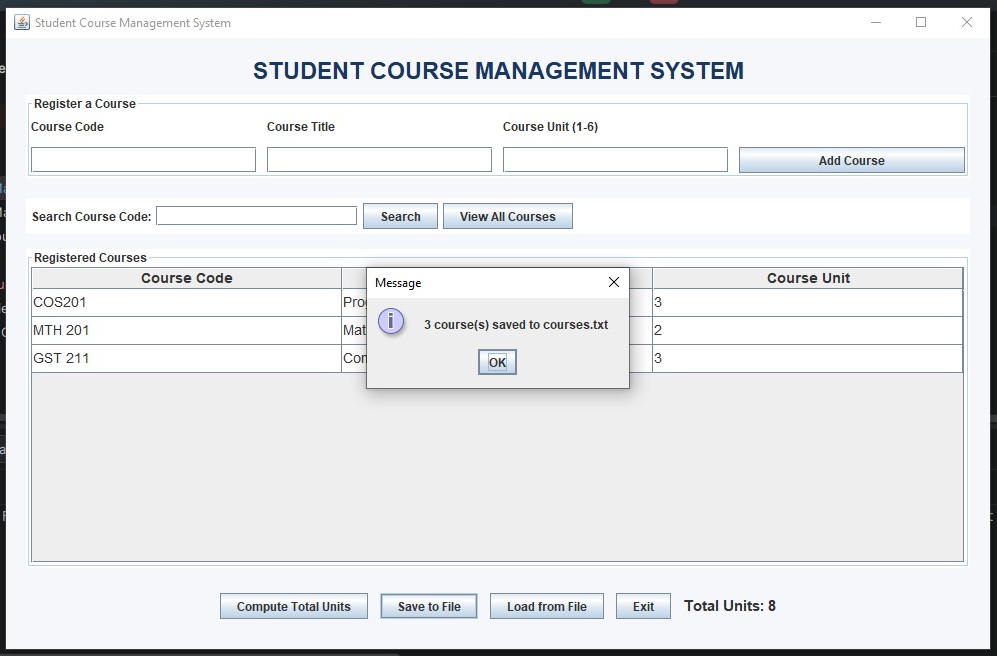 Student Course Management System
STUDENT COURSE MANAGEMENT SYSTEM
Register a Course
Course Code Course Title Course Unit (1-6)
Add Course
Search Course Code: Search View All Courses
Registered Courses
Course Code Course Unit
COS201 3
MTH 201 2
GST 211 3
Message
3 course(s) saved to courses.txt
OK
Compute Total Units Save to File Load from File Exit Total Units: 8